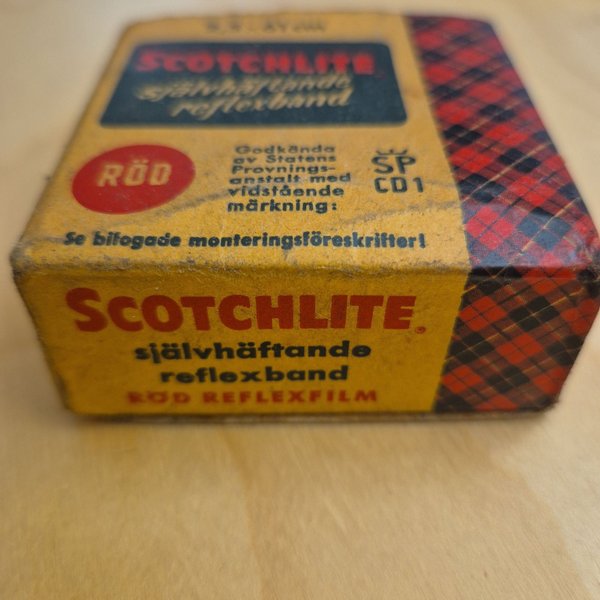 SCOTCHLITE
självhäftande
reflexband
RÖD
Godkända
av Statens
Provnings-
anstalt med
vidstående
märkning:
SP
CD1
Se bifogade monteringsföreskrifter!
SCOTCHLITE®
självhäftande
reflexband
RÖD REFLEXFILM